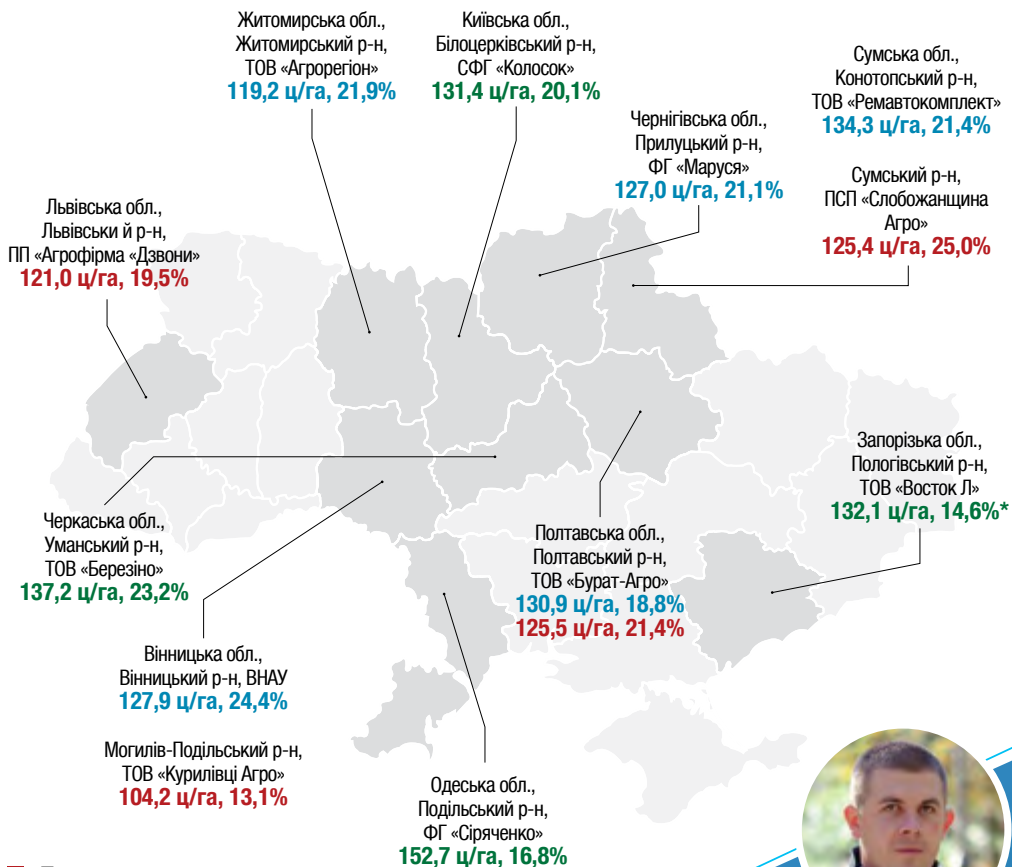 Житомирська обл.,
Житомирський р-н,
ТОВ «Агрорегіон»
119,2 ц/га, 21,9%
Київська обл.,
Білоцерківський р-н,
СФГ «Колосок»
131,4 ц/га, 20,1%
Сумська обл.,
Конотопський р-н,
ТОВ «Ремавтокомплект»
134,3 ц/га, 21,4%
Чернігівська обл.,
Прилуцький р-н,
ФГ «Маруся»
127,0 ц/га, 21,1%
Сумський р-н,
ПСП «Слобожанщина
Агро»
125,4 ц/га, 25,0%
Львівська обл.,
Львівськи й р-н,
ПП «Агрофірма «Дзвони»
121,0 ц/га, 19,5%
Запорізька обл.,
Пологівський р-н,
ТОВ «Восток Л»
132,1 ц/га, 14,6%*
Черкаська обл.,
Уманський р-н,
ТОВ «Березіно»
137,2 ц/га, 23,2%
Полтавська обл.,
Полтавський р-н,
ТОВ «Бурат-Агро»
130,9 ц/га, 18,8%
125,5 ц/га, 21,4%
Вінницька обл.,
Вінницький р-н, ВНАУ
127,9 ц/га, 24,4%
Могилів-Подільський р-н,
ТОВ «Курилівці Агро»
104,2 ц/га, 13,1%
Одеська обл.,
Подільський р-н,
ФГ «Сіряченко»
152,7 ц/га, 16,8%